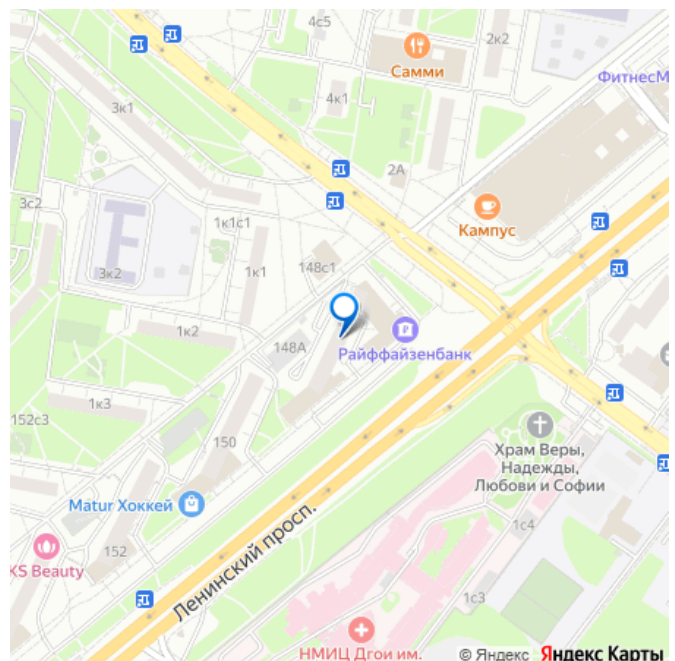 4с5
2к2
Самми
ФитнесМ
3к1
4к1
2А
3с2
1к1с1
Кампус
3к2
1к1
148с1
1к2
148А
Райффайзенбанк
1к3
152с3
150
Храм Веры,
Надежды,
Любови и Софии
Matur Хоккей
1с4
152
KS Beauty
Ленинский просп.
1с3
НМИЦ Дгои им.
© Яндекс Яндекс Карты